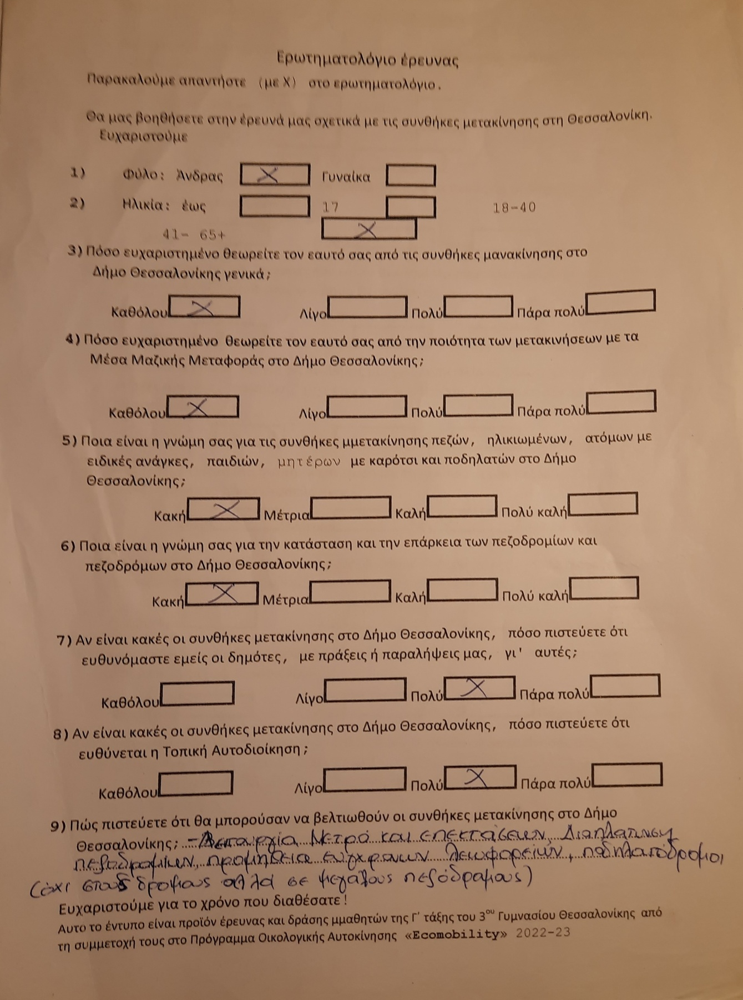 Ερωτηματολόγιο έρευνας
Παρακαλούμε απαντήστε (με Χ) στο ερωτηματολόγιο.
Θα μας βοηθήσετε στην έρευνά μας σχετικά με τις συνθήκες μετακίνησης στη Θεσσαλονίκη.
Ευχαριστούμε
1) Φύλο: Άνδρας X Γυναίκα
2) Ηλικία: έως 17 18-40
41- 65+ X
3) Πόσο ευχαριστημένο θεωρείτε τον εαυτό σας από τις συνθήκες μανακίνησης στο
Δήμο Θεσσαλονίκης γενικά;
Καθόλου X Λίγο Πολύ Πάρα πολύ
4) Πόσο ευχαριστημένο θεωρείτε τον εαυτό σας από την ποιότητα των μετακινήσεων με τα
Μέσα Μαζικής Μεταφοράς στο Δήμο Θεσσαλονίκης;
Καθόλου X Λίγο Πολύ Πάρα πολύ
5) Ποια είναι η γνώμη σας για τις συνθήκες μμετακίνησης πεζών, ηλικιωμένων, ατόμων με
ειδικές ανάγκες, παιδιών, μητέρων με καρότσι και ποδηλατών στο Δήμο
Θεσσαλονίκης;
Κακή X Μέτρια Καλή Πολύ καλή
6) Ποια είναι η γνώμη σας για την κατάσταση και την επάρκεια των πεζοδρομίων και
πεζοδρόμων στο Δήμο Θεσσαλονίκης;
Κακή X Μέτρια Καλή Πολύ καλή
7) Αν είναι κακές οι συνθήκες μετακίνησης στο Δήμο Θεσσαλονίκης, πόσο πιστεύετε ότι
ευθυνόμαστε εμείς οι δημότες, με πράξεις ή παραλήψεις μας, γι' αυτές;
Καθόλου Λίγο Πολύ X Πάρα πολύ
8) Αν είναι κακές οι συνθήκες μετακίνησης στο Δήμο Θεσσαλονίκης, πόσο πιστεύετε ότι
ευθύνεται η Τοπική Αυτοδιοίκηση;
Καθόλου Λίγο Πολύ X Πάρα πολύ
9) Πώς πιστεύετε ότι θα μπορούσαν να βελτιωθούν οι συνθήκες μετακίνησης στο Δήμο
Θεσσαλονίκης; - Λειτουργία Μετρό και επεκτάσεων, Διαπλάτυνση
πεζοδρομίων, προμήθεια σύγχρονων λεωφορείων, ποδηλατόδρομοι
(όχι στους δρόμους αλλά σε μεγάλους πεζόδρομους)
Ευχαριστούμε για το χρόνο που διαθέσατε!
Αυτο το έντυπο είναι προϊόν έρευνας και δράσης μμαθητών της Γ΄ τάξης του 3ου Γυμνασίου Θεσσαλονίκης από
τη συμμετοχή τους στο Πρόγραμμα Οικολογικής Αυτοκίνησης «Ecomobility» 2022-23